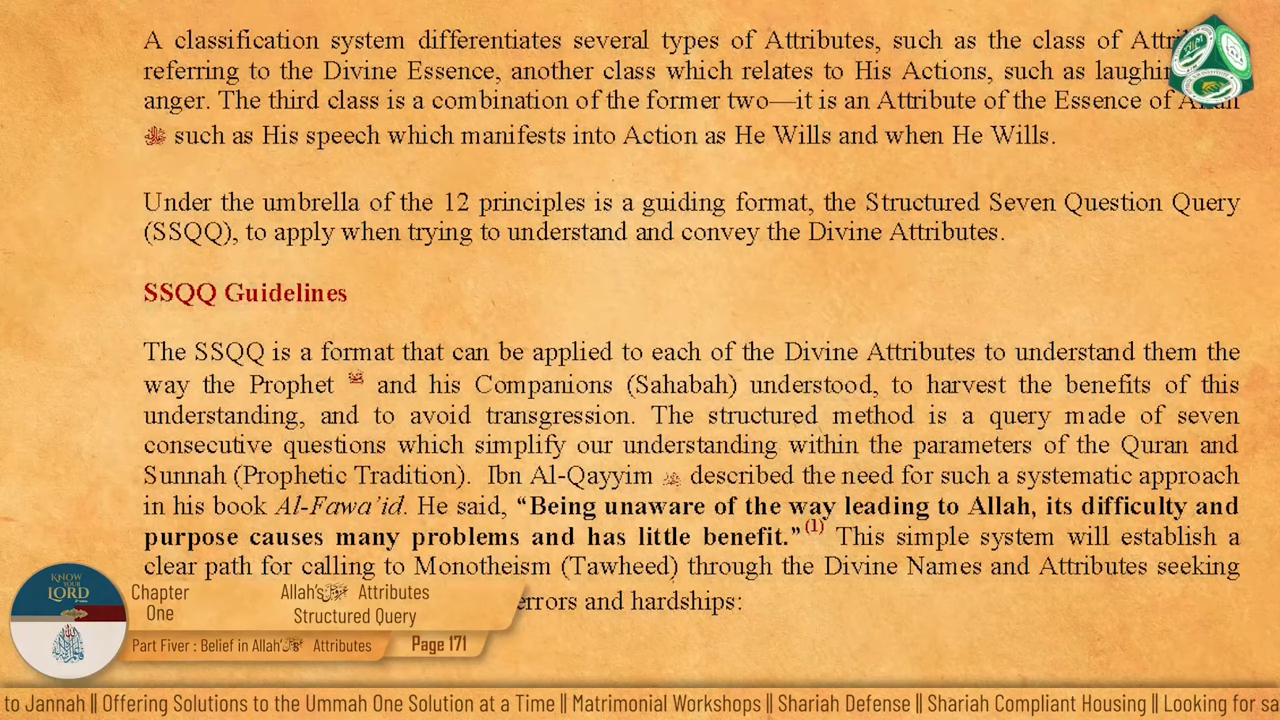 A classification system differentiates several types of Attributes, such as the class of
referring to the Divine Essence, another class which relates to His Actions, such as
anger. The third class is a combination of the former two—it is an Attribute of the Essence of
ﷻ such as His speech which manifests into Action as He Wills and when He Wills.
Under the umbrella of the 12 principles is a guiding format, the Structured Seven Question Query
(SSQQ), to apply when trying to understand and convey the Divine Attributes.
SSQQ Guidelines
The SSQQ is a format that can be applied to each of the Divine Attributes to understand them the
way the Prophet ﷺ and his Companions (Sahabah) understood, to harvest the benefits of this
understanding, and to avoid transgression. The structured method is a query made of seven
consecutive questions which simplify our understanding within the parameters of the Quran and
Sunnah (Prophetic Tradition). Ibn Al-Qayyim described the need for such a systematic approach
in his book Al-Fawa’id. He said, “Being unaware of the way leading to Allah, its difficulty and
purpose causes many problems and has little benefit.”(1) This simple system will establish a
clear path for calling to Monotheism (Tawheed) through the Divine Names and Attributes seeking
errors and hardships:
KNOW
YOUR
LORD
Chapter
One
Allah’s ﷻ Attributes
Structured Query
Part Fiver : Belief in Allah’s ﷻ Attributes
Page 171
to Jannah || Offering Solutions to the Ummah One Solution at a Time || Matrimonial Workshops || Shariah Defense || Shariah Compliant Housing || Looking for